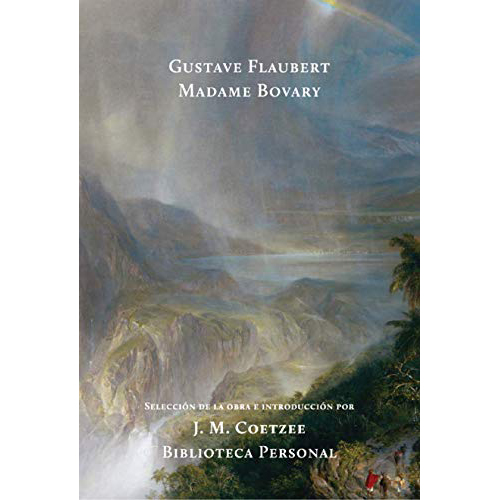 Gustave Flaubert
Madame Bovary
Selección de la obra e introducción por
J. M. Coetzee
Biblioteca Personal